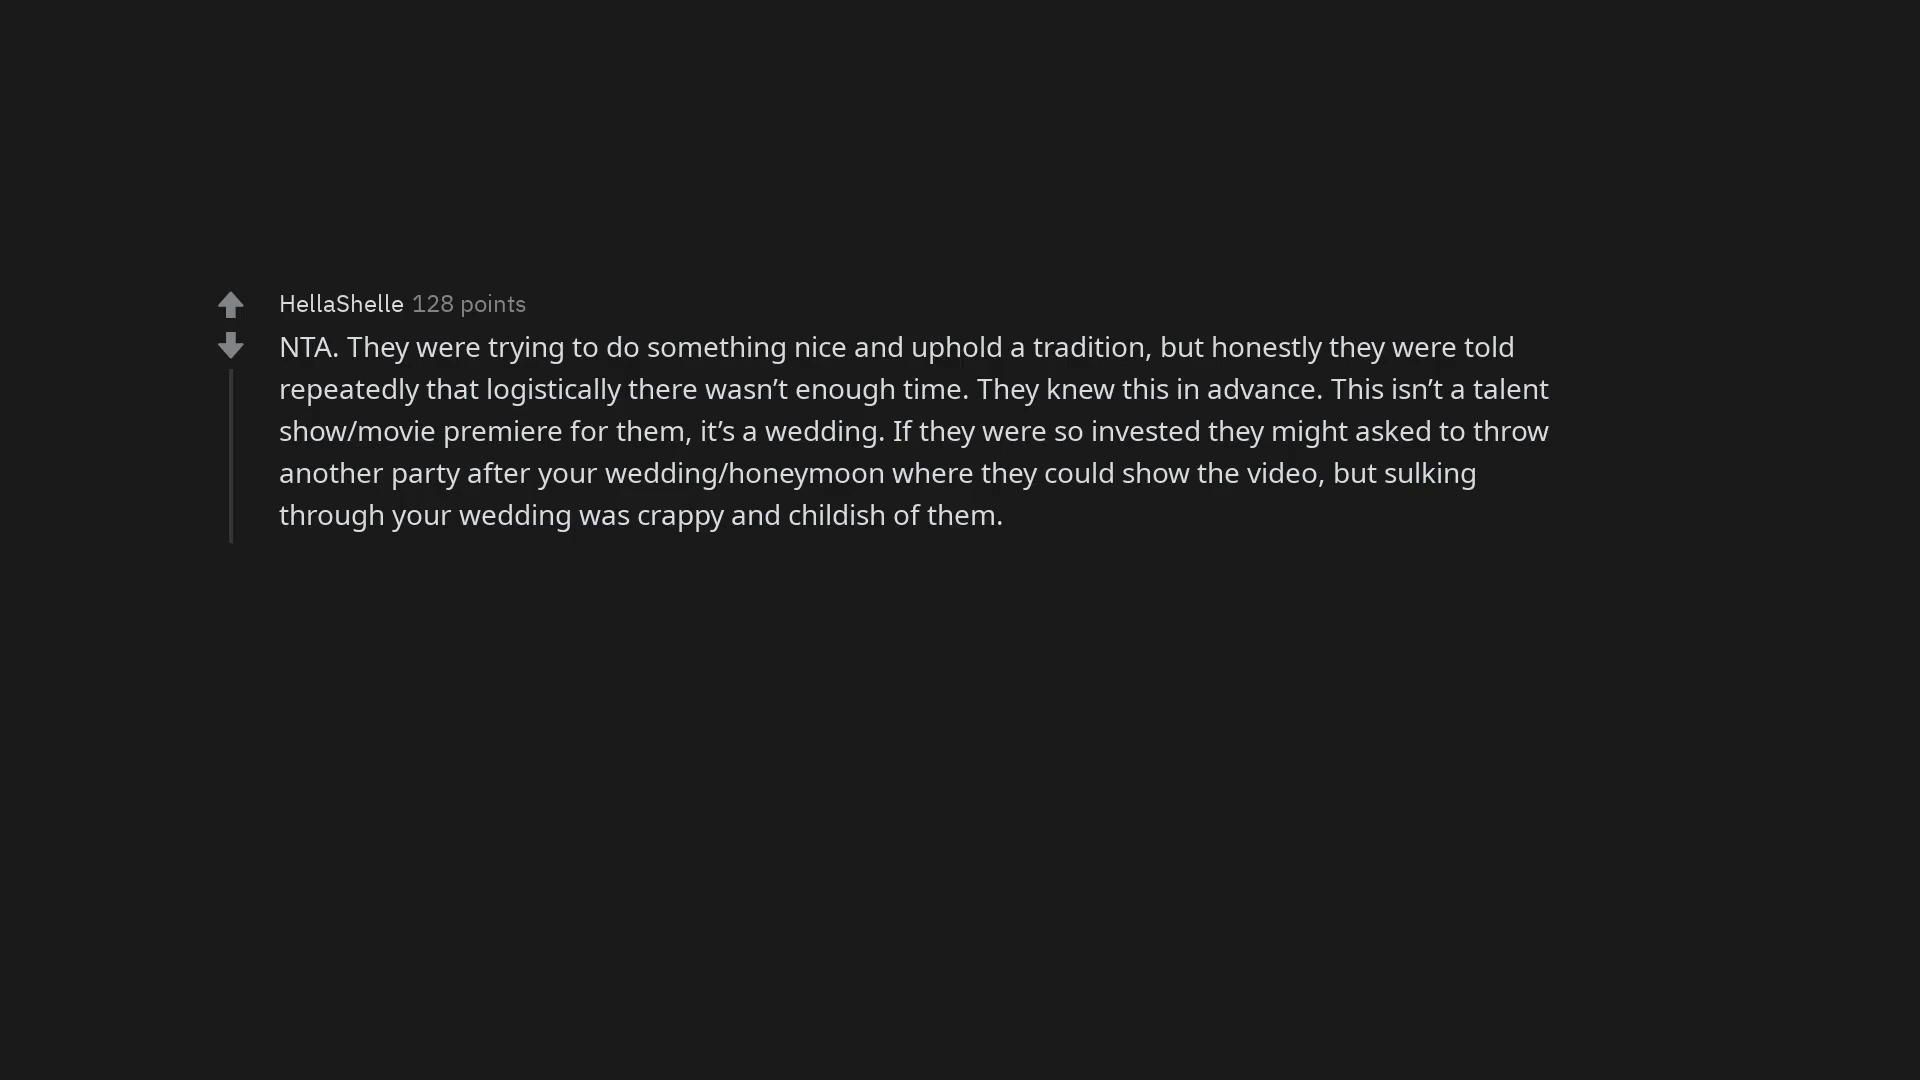 HellaShelle 128 points
NTA. They were trying to do something nice and uphold a tradition, but honestly they were told
repeatedly that logistically there wasn’t enough time. They knew this in advance. This isn’t a talent
show/movie premiere for them, it’s a wedding. If they were so invested they might asked to throw
another party after your wedding/honeymoon where they could show the video, but sulking
through your wedding was crappy and childish of them.